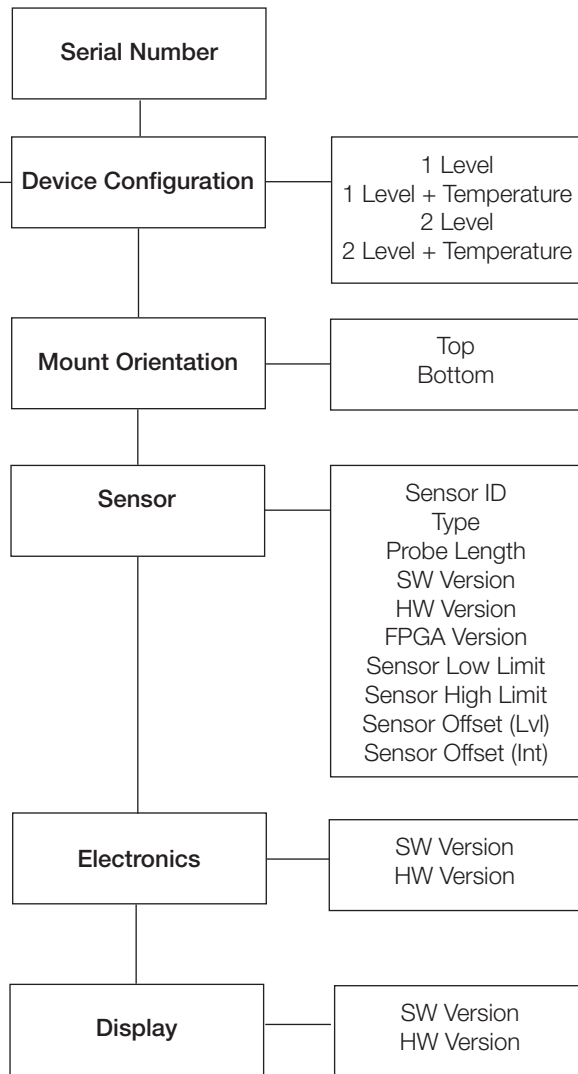 Serial Number
Device Configuration
1 Level
1 Level + Temperature
2 Level
2 Level + Temperature
Mount Orientation
Top
Bottom
Sensor
Sensor ID
Type
Probe Length
SW Version
HW Version
FPGA Version
Sensor Low Limit
Sensor High Limit
Sensor Offset (Lvl)
Sensor Offset (Int)
Electronics
SW Version
HW Version
Display
SW Version
HW Version